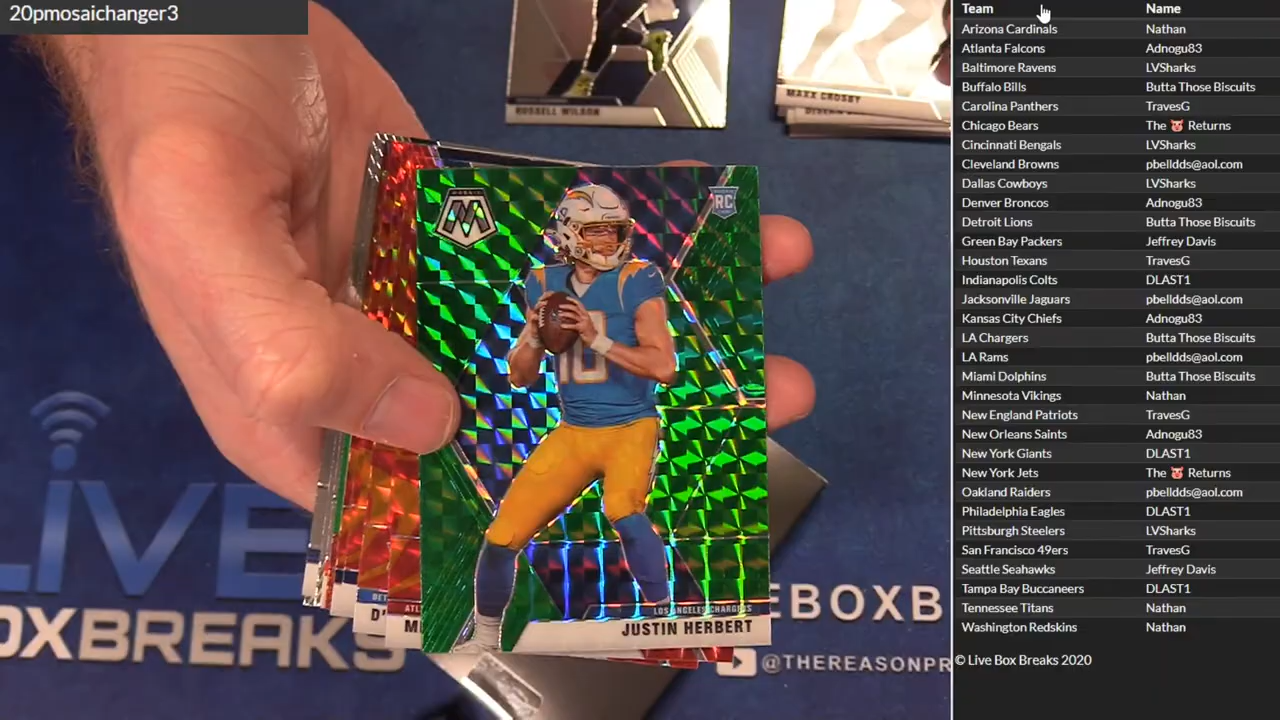 20pmosaichanger3
RUSSELL WILSON
MAXX CROSBY
MOSAIC
RC
10
LOS ANGELES CHARGERS
JUSTIN HERBERT
LIVE
OXBREAKS
EBOXB
@THEREASONPR
Team Name
Arizona Cardinals Nathan
Atlanta Falcons Adnogu83
Baltimore Ravens LVSharks
Buffalo Bills Butta Those Biscuits
Carolina Panthers TravesG
Chicago Bears The 🐷 Returns
Cincinnati Bengals LVSharks
Cleveland Browns pbelldds@aol.com
Dallas Cowboys LVSharks
Denver Broncos Adnogu83
Detroit Lions Butta Those Biscuits
Green Bay Packers Jeffrey Davis
Houston Texans TravesG
Indianapolis Colts DLAST1
Jacksonville Jaguars pbelldds@aol.com
Kansas City Chiefs Adnogu83
LA Chargers Butta Those Biscuits
LA Rams pbelldds@aol.com
Miami Dolphins Butta Those Biscuits
Minnesota Vikings Nathan
New England Patriots TravesG
New Orleans Saints Adnogu83
New York Giants DLAST1
New York Jets The 🐷 Returns
Oakland Raiders pbelldds@aol.com
Philadelphia Eagles DLAST1
Pittsburgh Steelers LVSharks
San Francisco 49ers TravesG
Seattle Seahawks Jeffrey Davis
Tampa Bay Buccaneers DLAST1
Tennessee Titans Nathan
Washington Redskins Nathan
© Live Box Breaks 2020